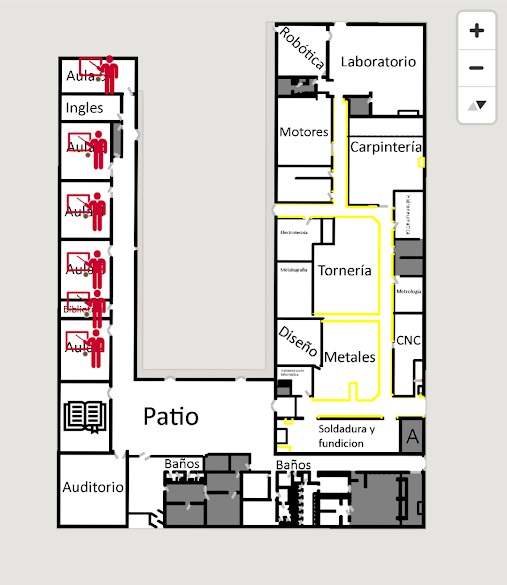 Robótica
Laboratorio
Aula
Ingles
Motores
Aula
Carpintería
Aula
Electrotecnia
Aula
Metalografía
Tornería
Metrología
Aula
Diseño
Metales
CNC
Patio
Soldadura y
fundicion
A
Baños
Baños
Auditorio